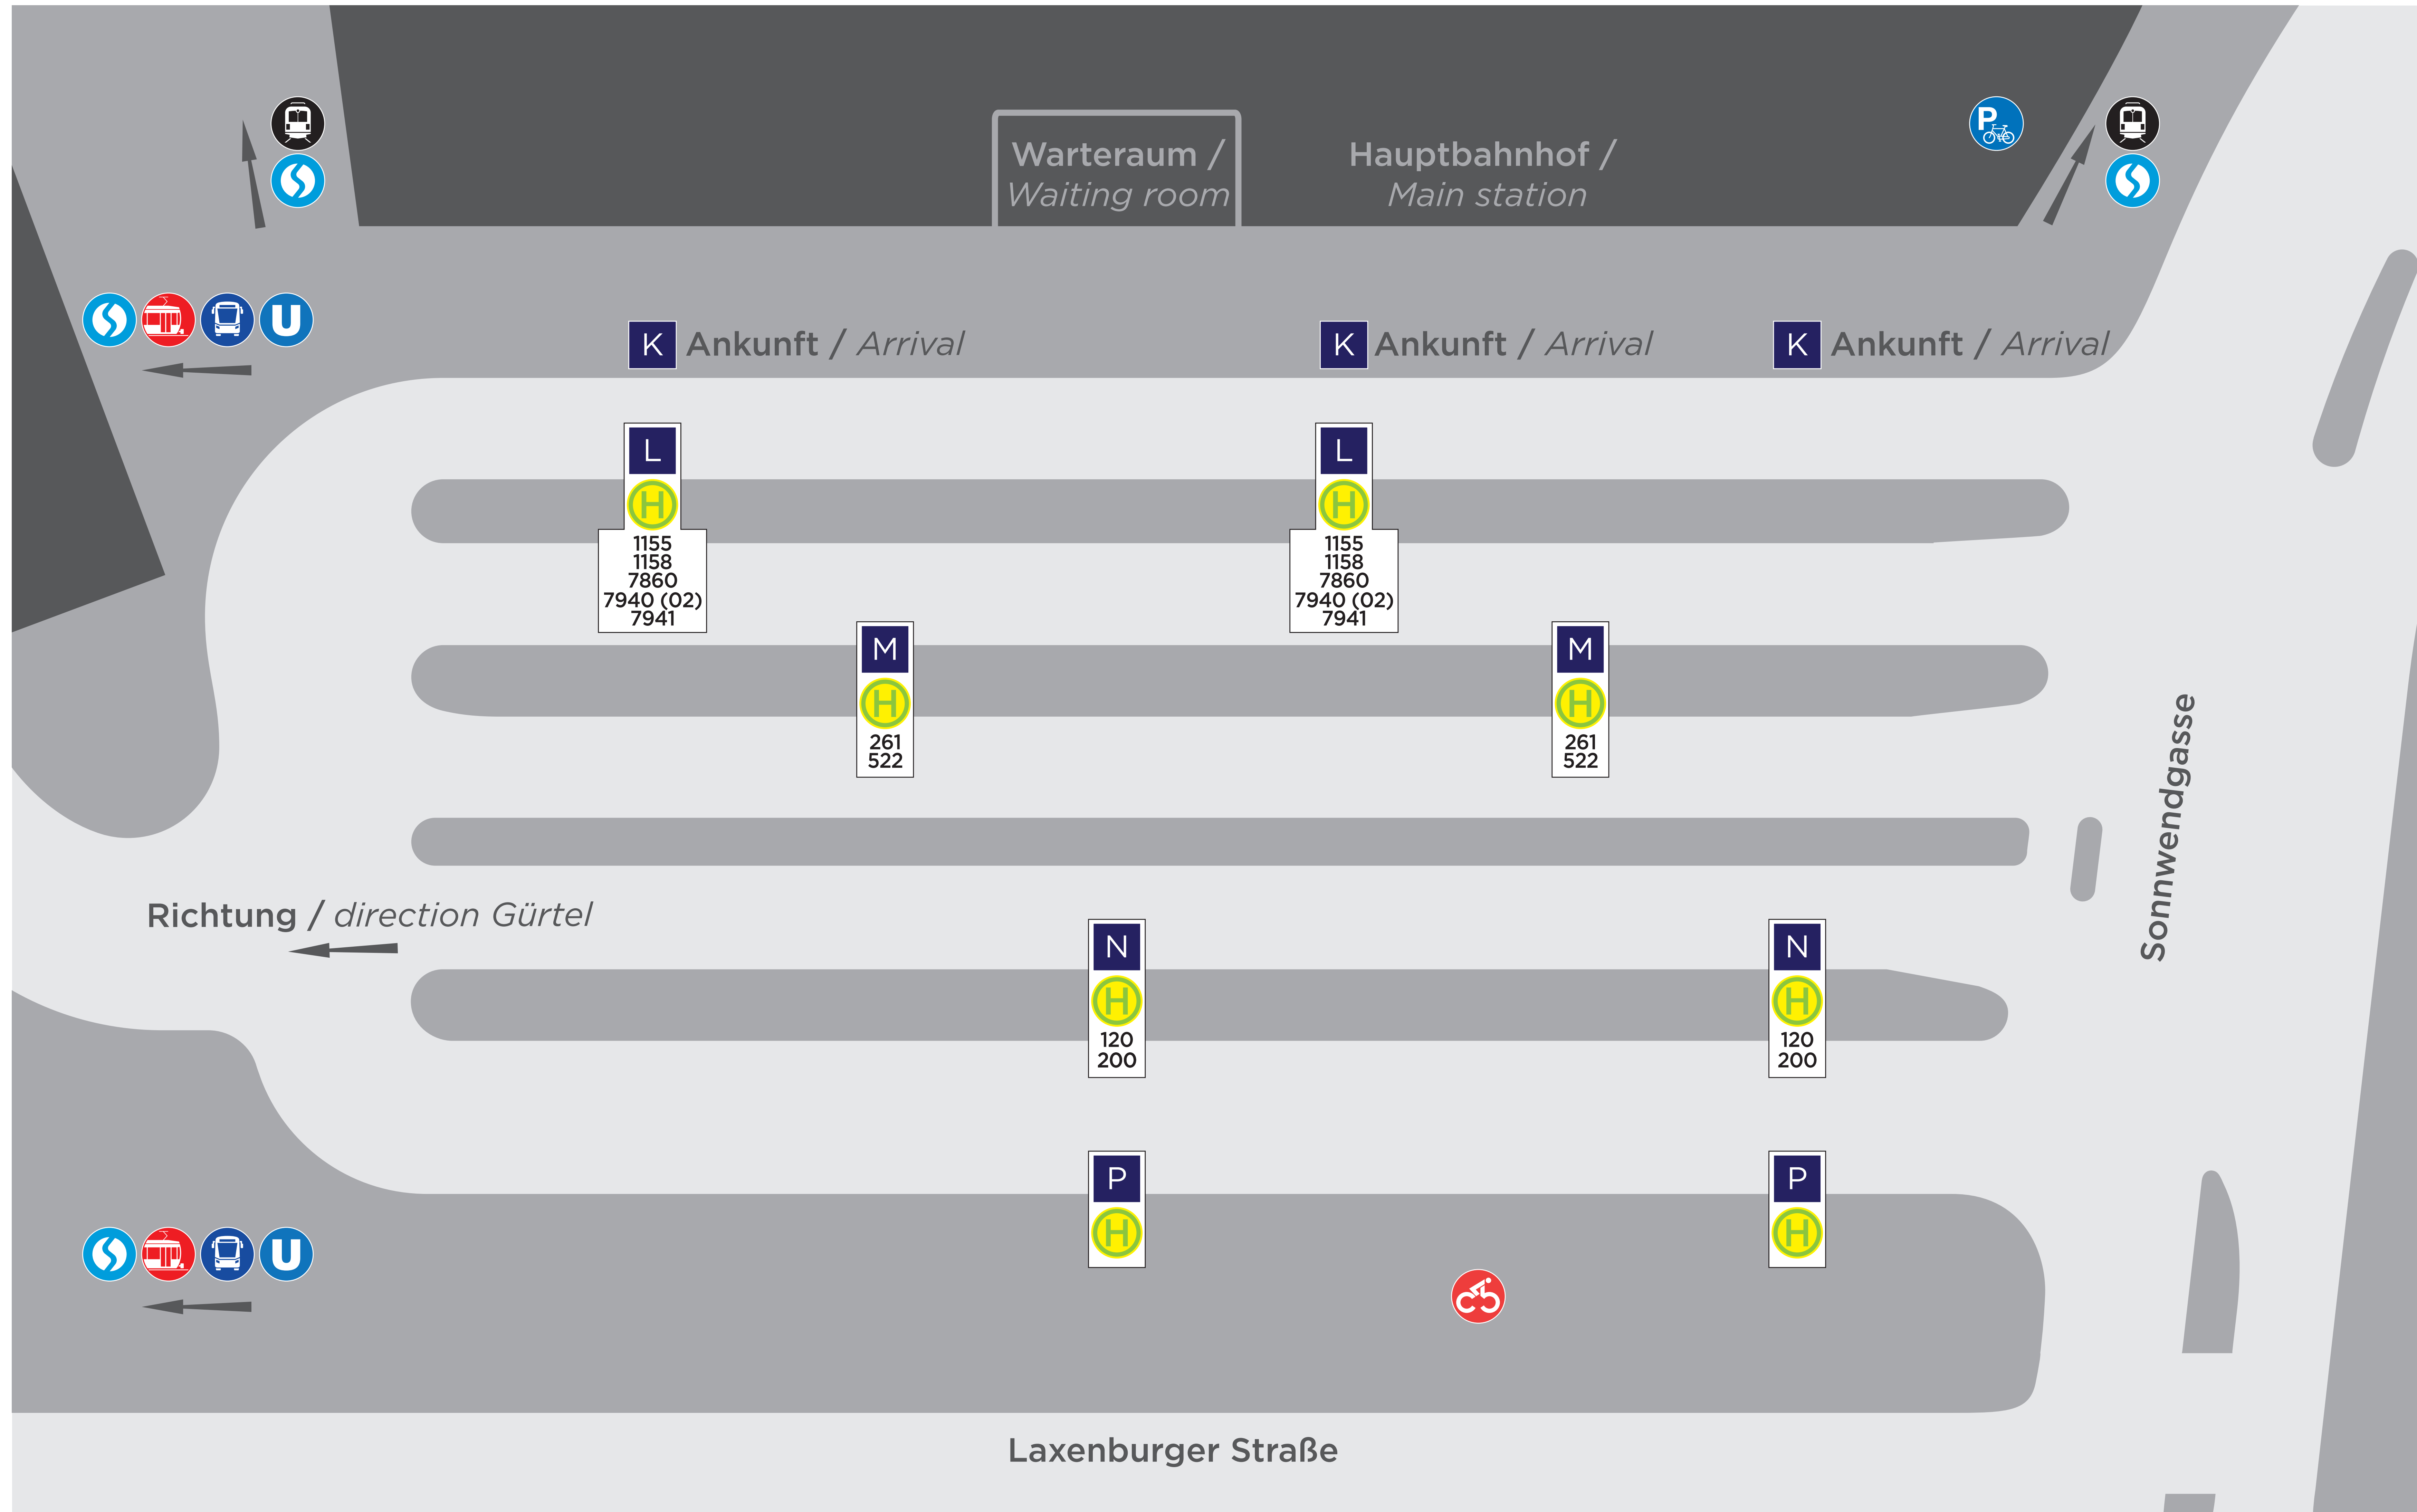 Warteraum /
Waiting room
Hauptbahnhof /
Main station
P
U
K Ankunft / Arrival
K Ankunft / Arrival
K Ankunft / Arrival
L
H
1155
1158
7860
7940 (02)
7941
L
H
1155
1158
7860
7940 (02)
7941
M
H
261
522
M
H
261
522
Sonnwendgasse
Richtung / direction Gürtel
N
H
120
200
N
H
120
200
P
H
P
H
U
Laxenburger Straße